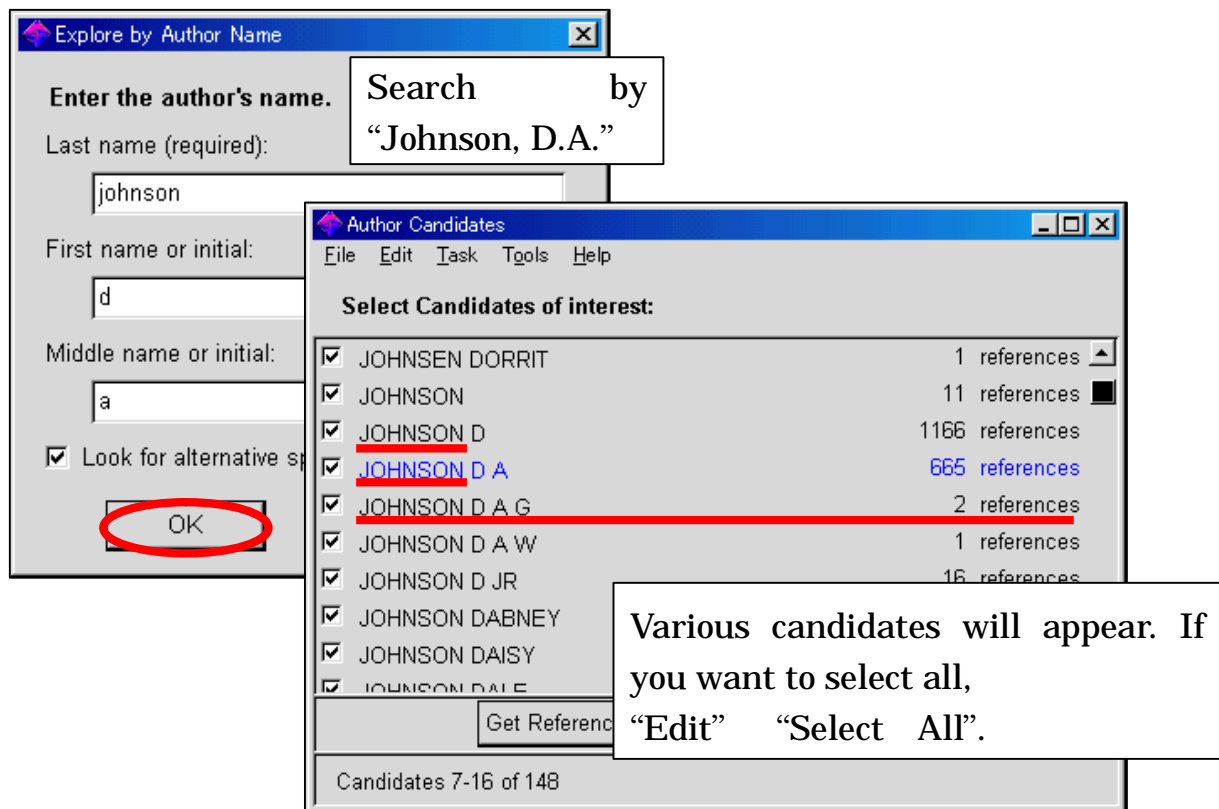 Explore by Author Name
Enter the author's name.
Search by
“Johnson, D.A.”
Last name (required):
johnson
First name or initial:
d
Middle name or initial:
a
Look for alternative
OK
Author Candidates
File Edit Task Tools Help
Select Candidates of interest:
JOHNSEN DORRIT 1 references
JOHNSON 11 references
JOHNSON D 1166 references
JOHNSON D A 665 references
JOHNSON D A G 2 references
JOHNSON D A W 1 references
JOHNSON D JR 16 references
JOHNSON DABNEY
JOHNSON DAISY
JOHNSON DALE
Get Referenc
Various candidates will appear. If
you want to select all,
“Edit” “Select All”.
Candidates 7-16 of 148